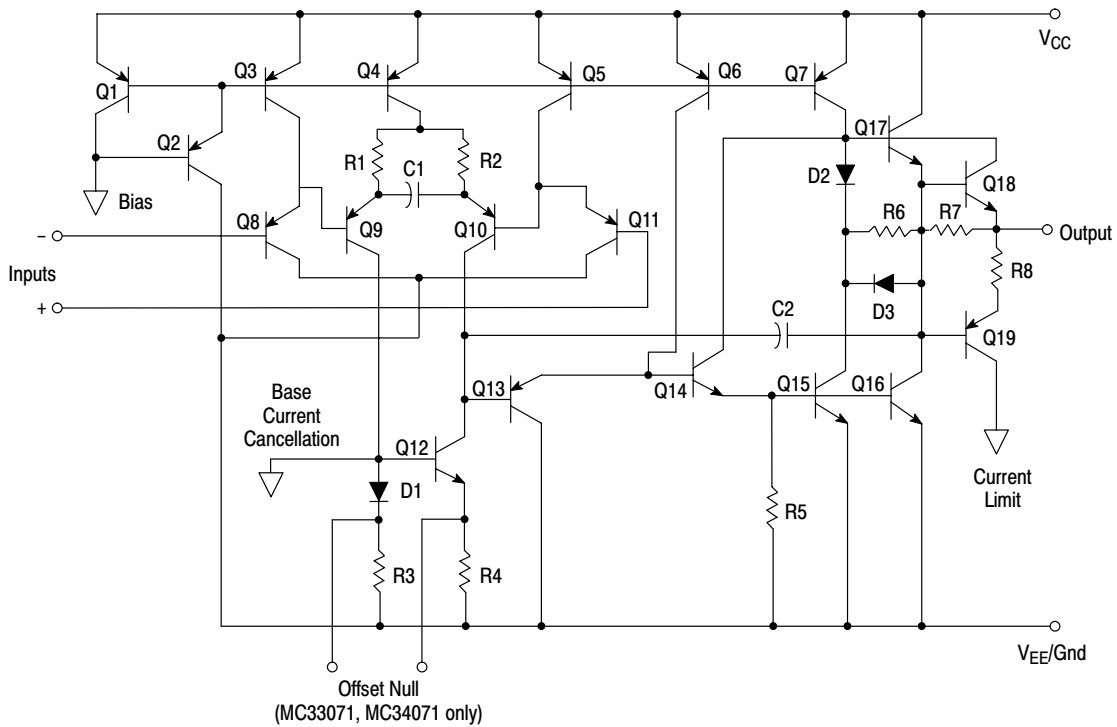 V_CC
Q1
Q3
Q4
Q5
Q6
Q7
Q2
Q17
R1
C1
R2
D2
Q18
Bias
Q8
Q9
Q10
Q11
R6
R7
–
Output
Inputs
R8
+
D3
C2
Q19
Q13
Q14
Q15
Q16
Base
Current
Cancellation
Q12
Current
Limit
D1
R5
R3
R4
V_EE/Gnd
Offset Null
(MC33071, MC34071 only)